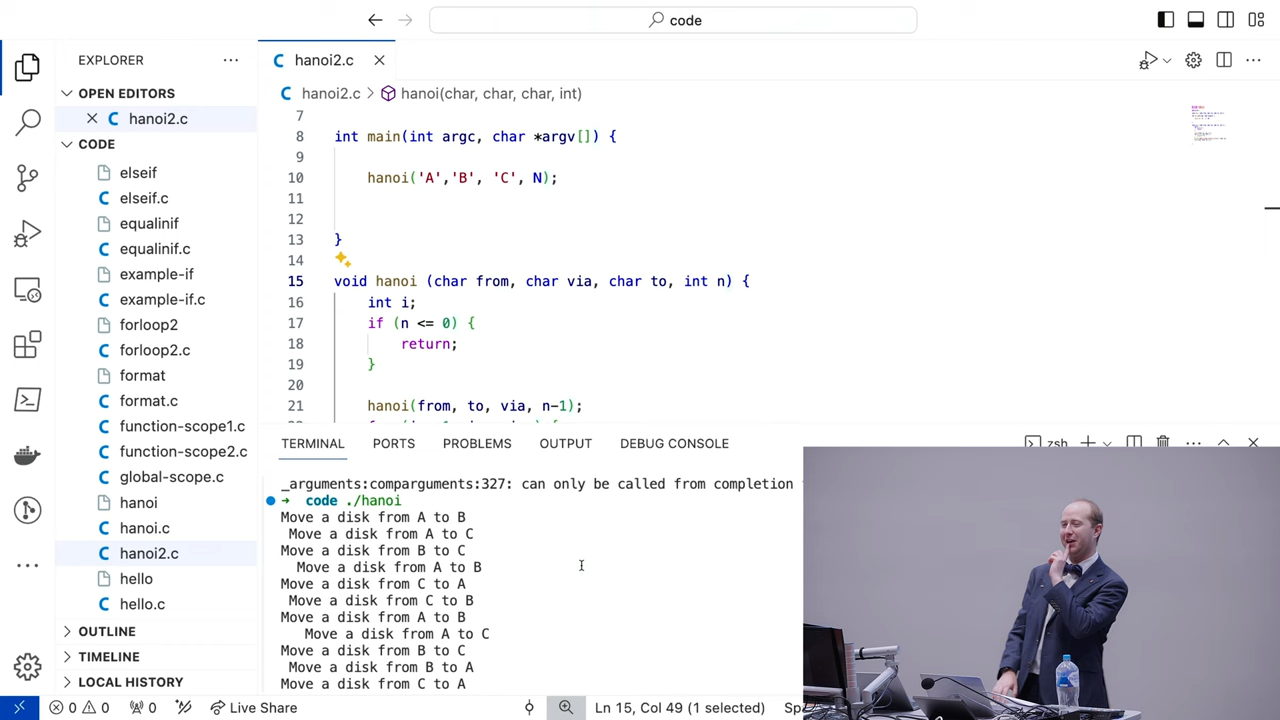 code
EXPLORER
hanoi2.c
OPEN EDITORS
hanoi2.c
CODE
elseif
elseif.c
equalinif
equalinif.c
example-if
example-if.c
forloop2
forloop2.c
format
format.c
function-scope1.c
function-scope2.c
global-scope.c
hanoi
hanoi.c
hanoi2.c
hello
hello.c
OUTLINE
TIMELINE
LOCAL HISTORY
hanoi2.c > hanoi(char, char, char, int)
7
8 int main(int argc, char *argv[]) {
9
10 hanoi('A','B', 'C', N);
11
12
13 }
14
15 void hanoi (char from, char via, char to, int n) {
16 int i;
17 if (n <= 0) {
18 return;
19 }
20
21 hanoi(from, to, via, n-1);
TERMINAL PORTS PROBLEMS OUTPUT DEBUG CONSOLE
zsh
_arguments:comparguments:327: can only be called from completion
→ code ./hanoi
Move a disk from A to B
Move a disk from A to C
Move a disk from B to C
Move a disk from A to B
Move a disk from C to A
Move a disk from C to B
Move a disk from A to B
Move a disk from A to C
Move a disk from B to C
Move a disk from B to A
Move a disk from C to A
0 0 0 Live Share Ln 15, Col 49 (1 selected)